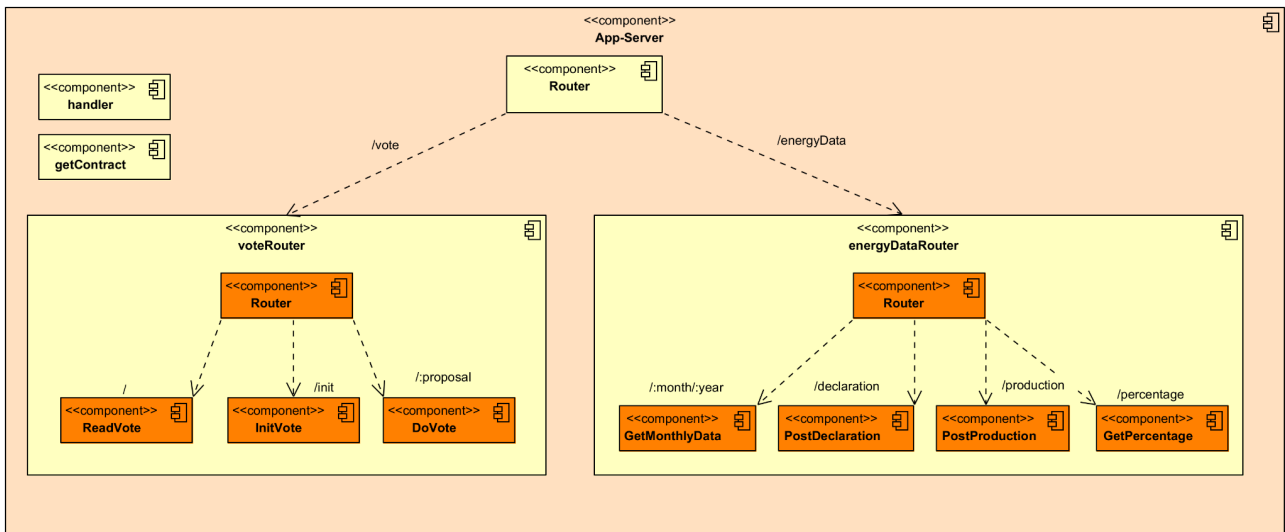 <<component>>
App-Server
<<component>>
Router
<<component>>
handler
<<component>>
getContract
/vote
/energyData
<<component>>
voteRouter
<<component>>
Router
/
/init
/:proposal
<<component>>
ReadVote
<<component>>
InitVote
<<component>>
DoVote
<<component>>
energyDataRouter
<<component>>
Router
/:month/:year
/declaration
/production
/percentage
<<component>>
GetMonthlyData
<<component>>
PostDeclaration
<<component>>
PostProduction
<<component>>
GetPercentage